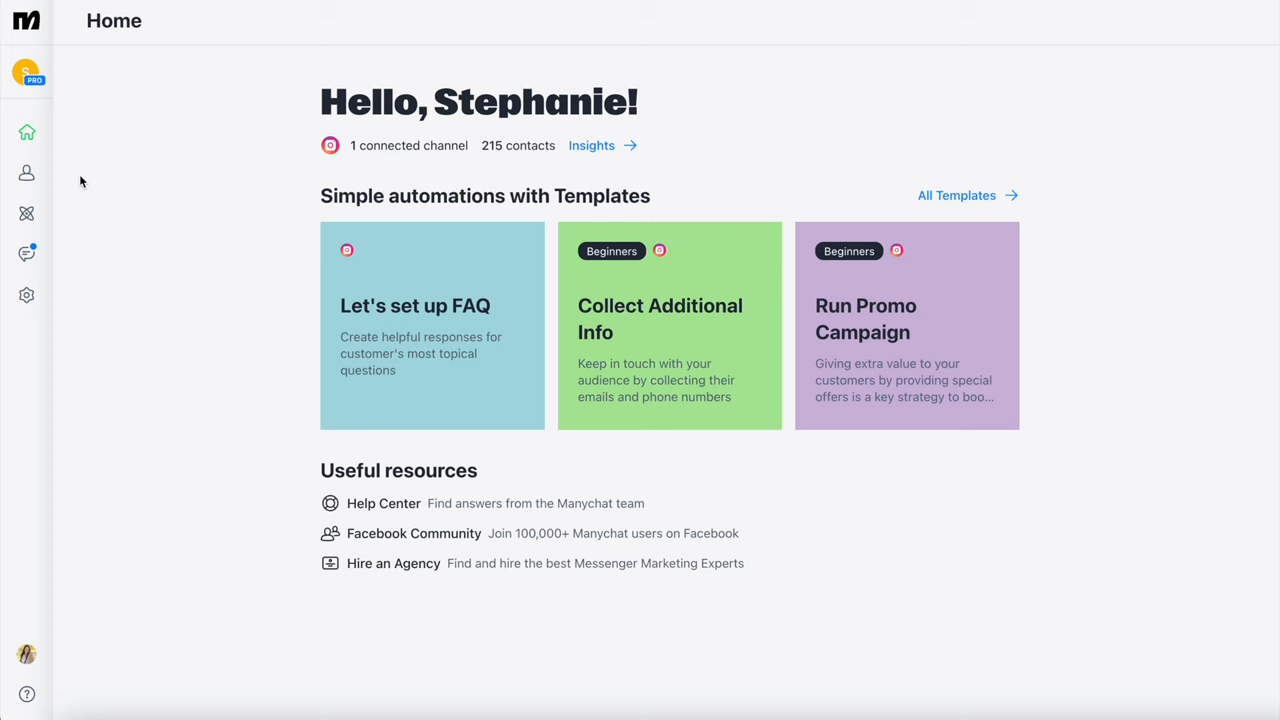 Home
S
PRO
Hello, Stephanie!
1 connected channel 215 contacts Insights →
Simple automations with Templates
All Templates →
Let's set up FAQ
Create helpful responses for
customer's most topical
questions
Beginners
Collect Additional
Info
Keep in touch with your
audience by collecting their
emails and phone numbers
Beginners
Run Promo
Campaign
Giving extra value to your
customers by providing special
offers is a key strategy to boo...
Useful resources
Help Center Find answers from the Manychat team
Facebook Community Join 100,000+ Manychat users on Facebook
Hire an Agency Find and hire the best Messenger Marketing Experts